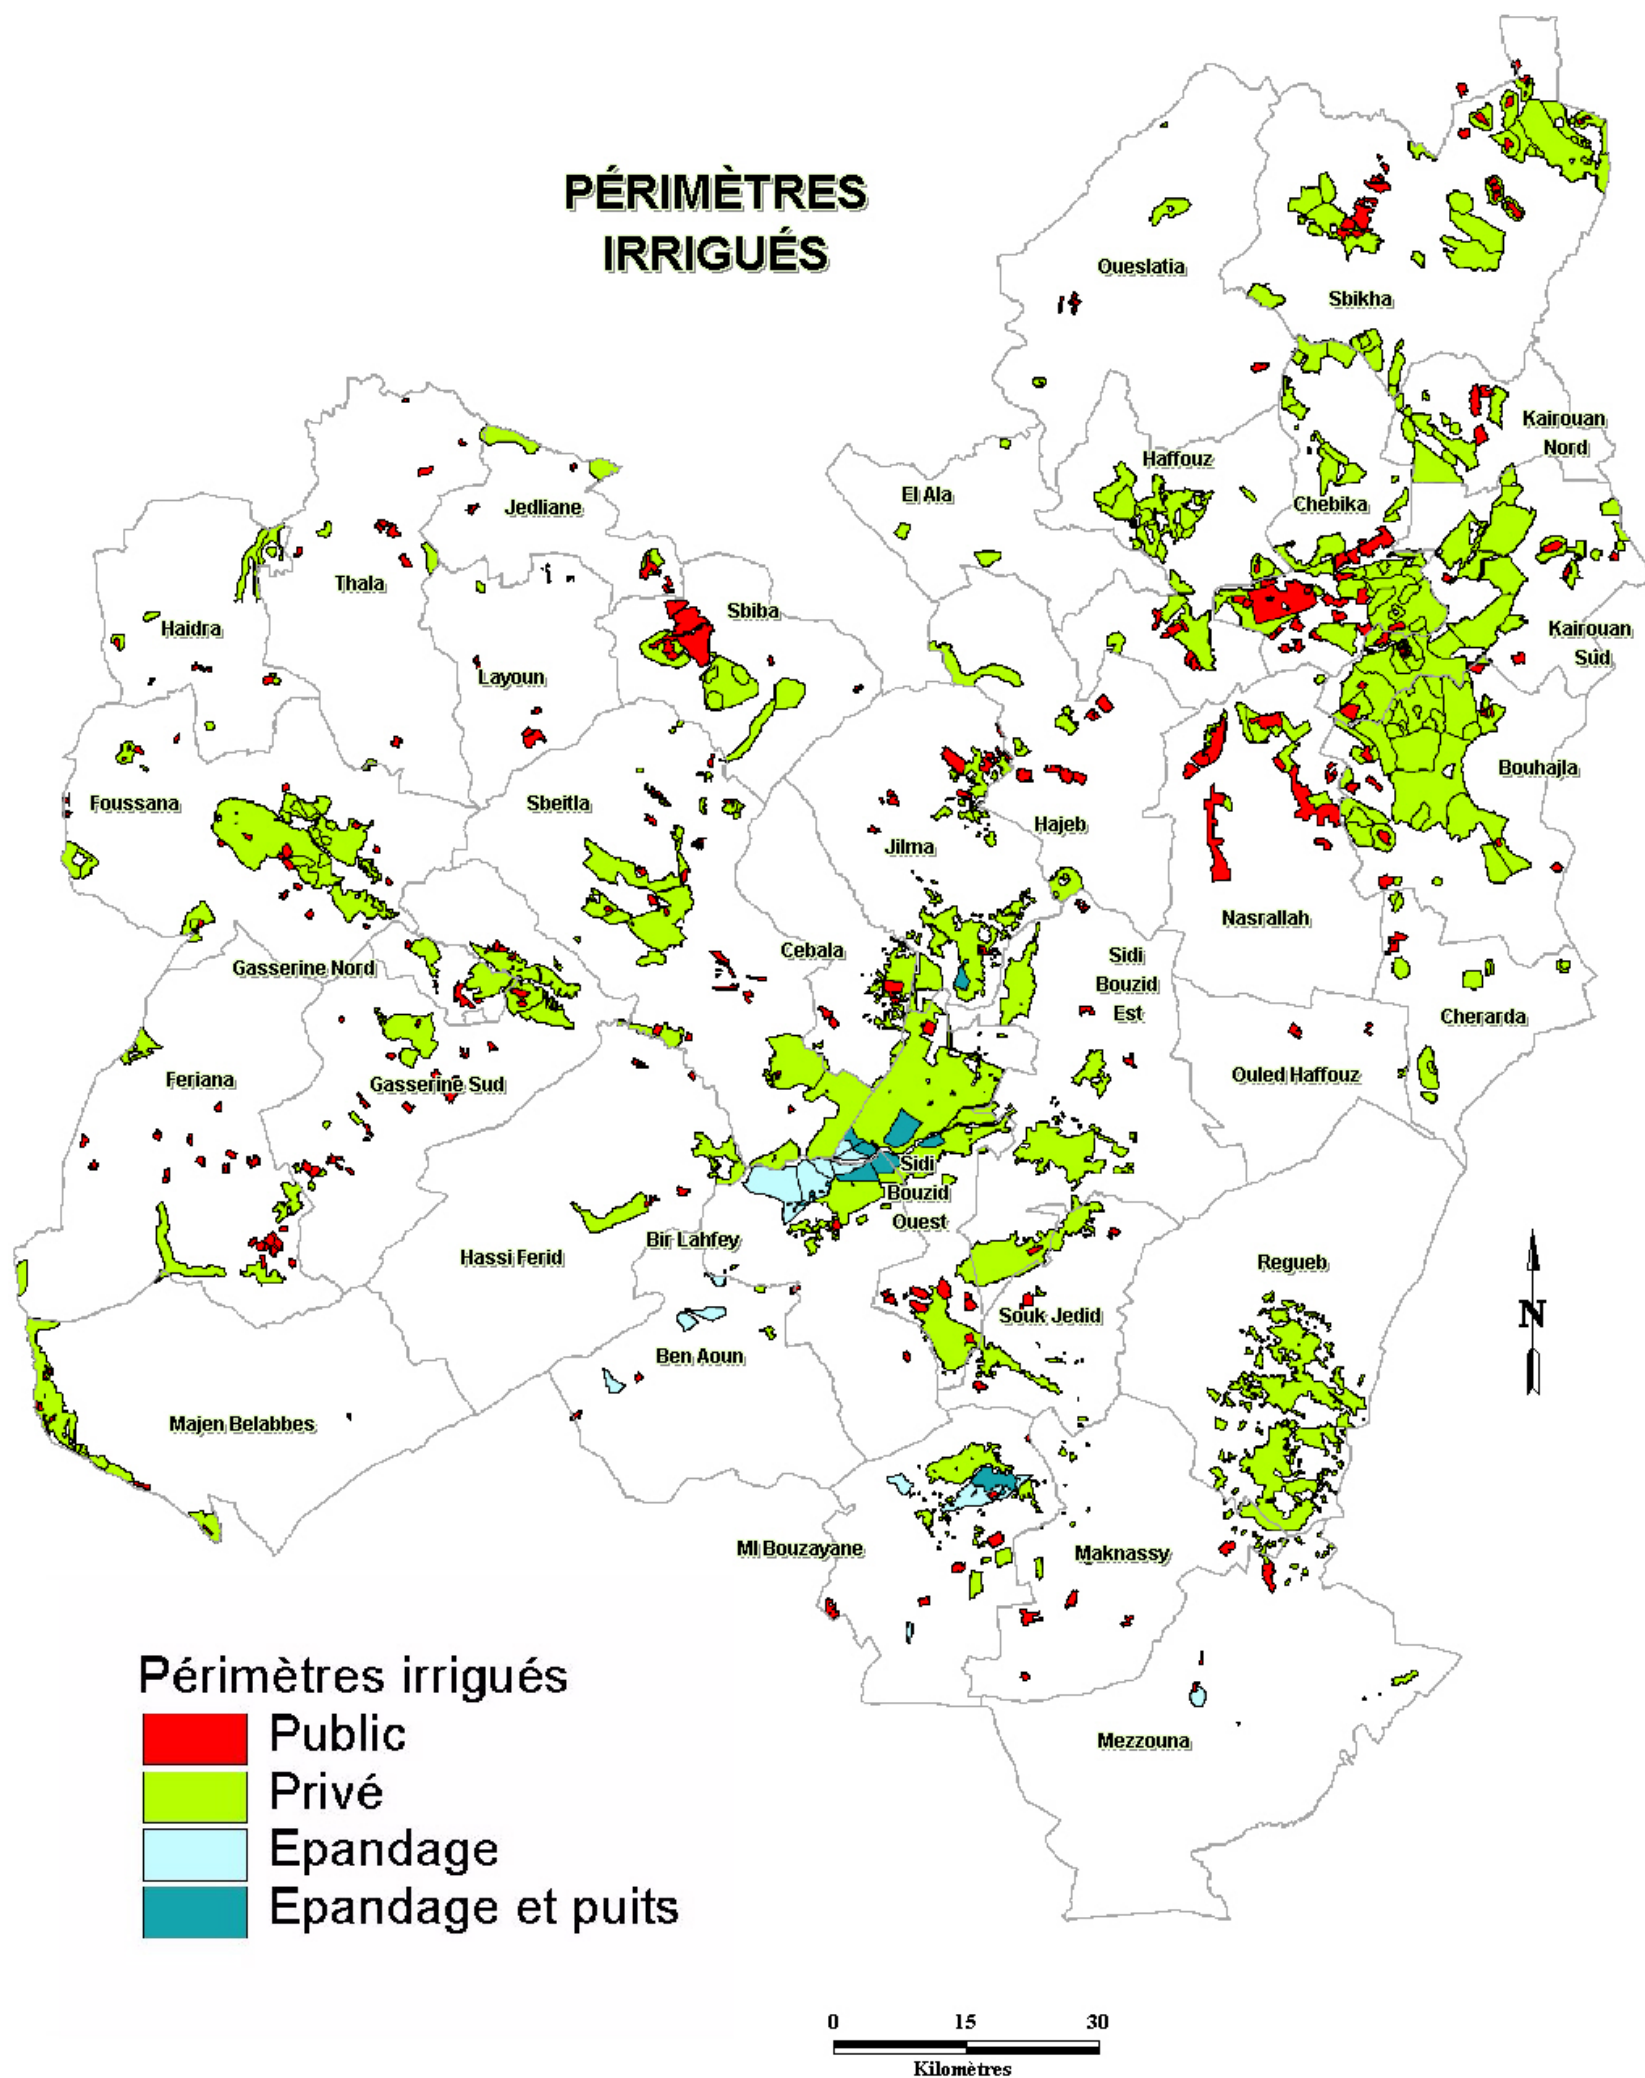 PÉRIMÈTRES
IRRIGUÉS
Oueslatia
Sbikha
Kairouan
Nord
Haffouz
El Ala
Chebika
Jedliane
Thala
Sbiba
Haidra
Kairouan
Sud
Layoun
Bouhajla
Foussana
Sbeitla
Hajeb
Jilma
Nasrallah
Cebala
Sidi
Bouzid
Est
Gasserine Nord
Cherarda
Feriana
Gasserine Sud
Ouled Haffouz
Sidi
Bouzid
Ouest
Bir Lahfey
Hassi Ferid
Regueb
Souk Jedid
N
Ben Aoun
Majen Belabbes
Ml Bouzayane
Maknassy
Mezzouna
Périmètres irrigués
Public
Privé
Epandage
Epandage et puits
0 15 30
Kilomètres